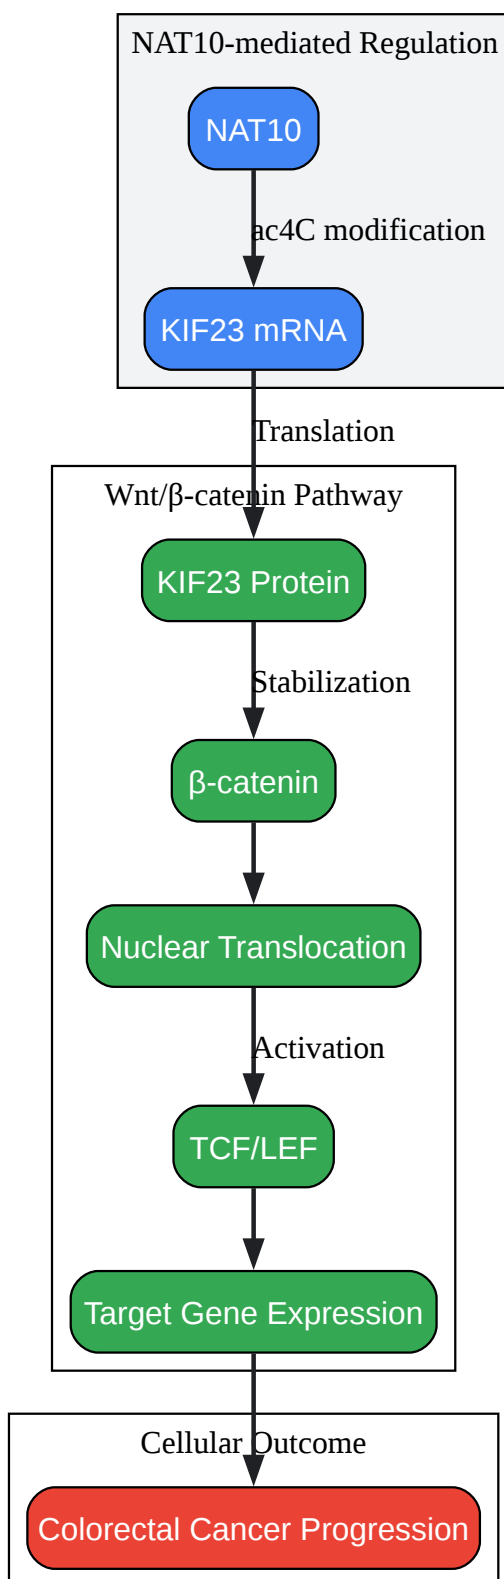 NAT10-mediated Regulation
NAT10
ac4C modification
KIF23 mRNA
Translation
Wnt/β-catenin Pathway
KIF23 Protein
Stabilization
β-catenin
Nuclear Translocation
Activation
TCF/LEF
Target Gene Expression
Cellular Outcome
Colorectal Cancer Progression